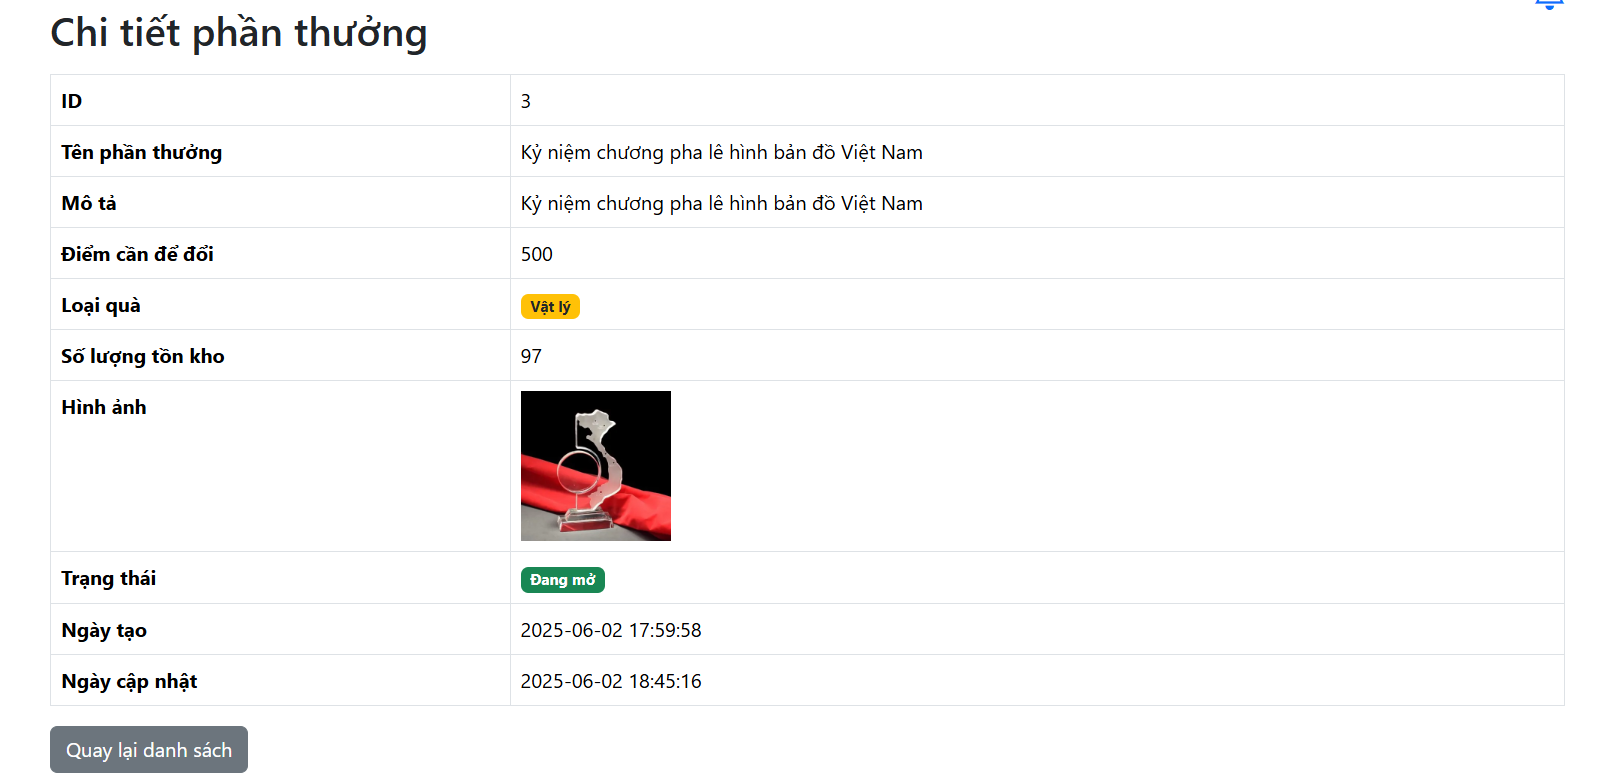 Chi tiết phần thưởng
ID 3
Tên phần thưởng Kỷ niệm chương pha lê hình bản đồ Việt Nam
Mô tả Kỷ niệm chương pha lê hình bản đồ Việt Nam
Điểm cần để đổi 500
Loại quà Vật lý
Số lượng tồn kho 97
Hình ảnh
Trạng thái Đang mở
Ngày tạo 2025-06-02 17:59:58
Ngày cập nhật 2025-06-02 18:45:16
Quay lại danh sách